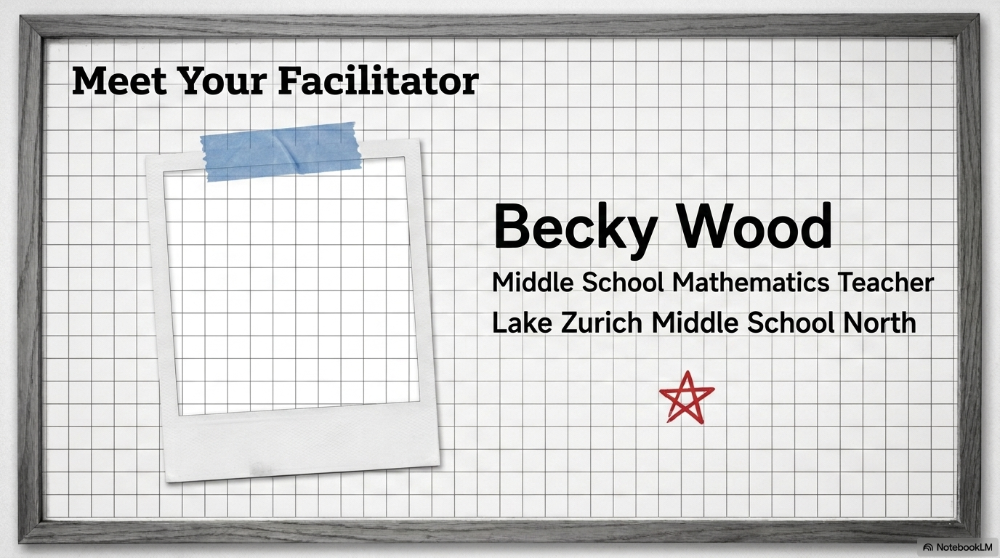 Meet Your Facilitator
Becky Wood
Middle School Mathematics Teacher
Lake Zurich Middle School North
NotebookLM